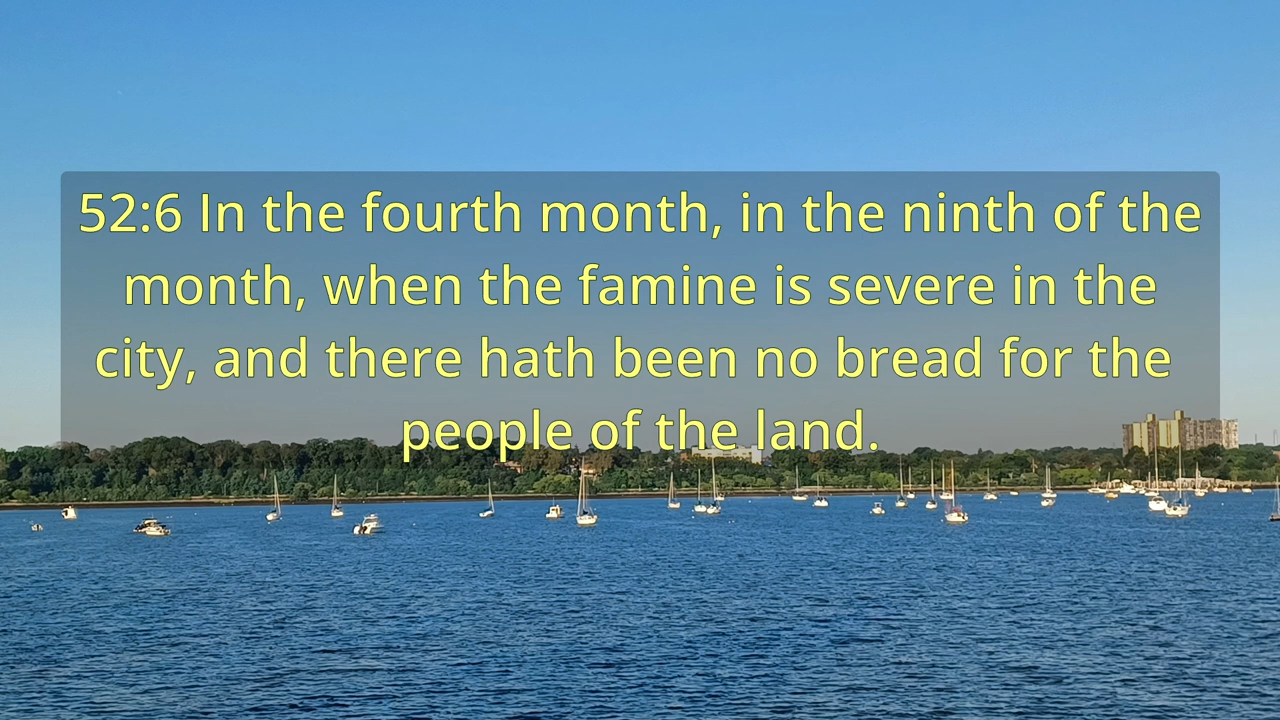 52:6 In the fourth month, in the ninth of the
month, when the famine is severe in the
city, and there hath been no bread for the
people of the land.